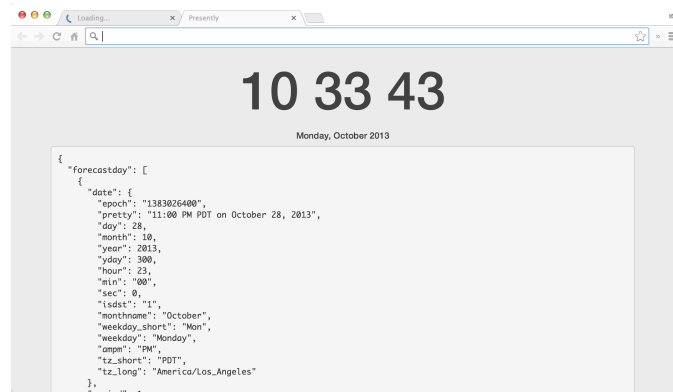 Loading...
Presently
10 33 43
Monday, October 2013
{
"forecastday": [
{
"date": {
"epoch": "1383026400",
"pretty": "11:00 PM PDT on October 28, 2013",
"day": 28,
"month": 10,
"year": 2013,
"yday": 300,
"hour": 23,
"min": "00",
"sec": 0,
"isdst": "1",
"monthname": "October",
"weekday_short": "Mon",
"weekday": "Monday",
"ampm": "PM",
"tz_short": "PDT",
"tz_long": "America/Los_Angeles"
},